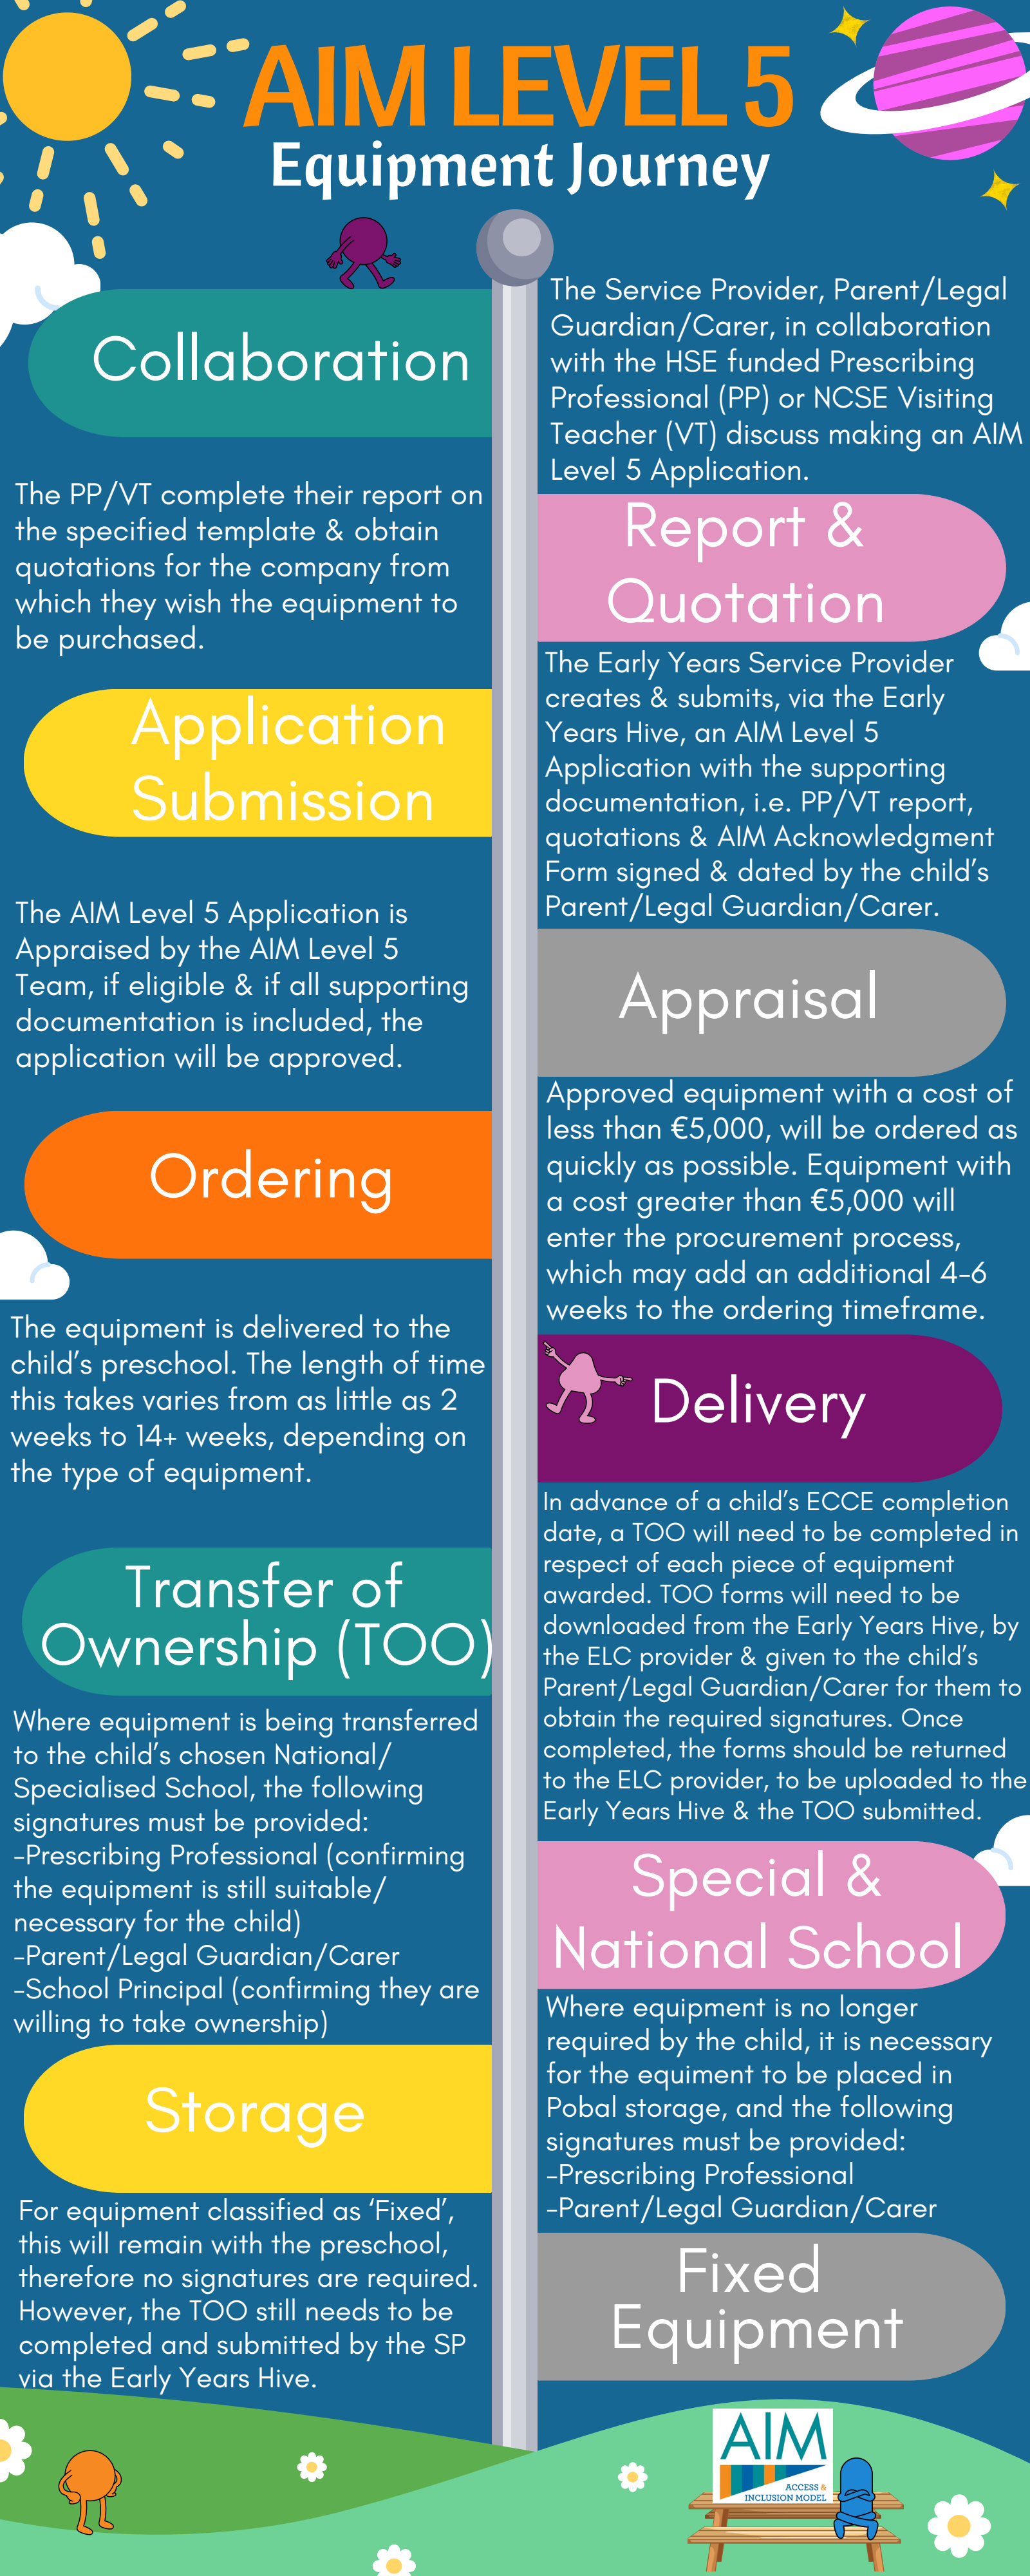 AIM LEVEL 5
Equipment Journey
Collaboration
The Service Provider, Parent/Legal
Guardian/Carer, in collaboration
with the HSE funded Prescribing
Professional (PP) or NCSE Visiting
Teacher (VT) discuss making an AIM
Level 5 Application.
Report &
Quotation
The PP/VT complete their report on
the specified template & obtain
quotations for the company from
which they wish the equipment to
be purchased.
Application
Submission
The Early Years Service Provider
creates & submits, via the Early
Years Hive, an AIM Level 5
Application with the supporting
documentation, i.e. PP/VT report,
quotations & AIM Acknowledgment
Form signed & dated by the child's
Parent/Legal Guardian/Carer.
Appraisal
The AIM Level 5 Application is
Appraised by the AIM Level 5
Team, if eligible & if all supporting
documentation is included, the
application will be approved.
Ordering
Approved equipment with a cost of
less than €5,000, will be ordered as
quickly as possible. Equipment with
a cost greater than €5,000 will
enter the procurement process,
which may add an additional 4-6
weeks to the ordering timeframe.
Delivery
The equipment is delivered to the
child's preschool. The length of time
this takes varies from as little as 2
weeks to 14+ weeks, depending on
the type of equipment.
Transfer of
Ownership (TOO)
In advance of a child's ECCE completion
date, a TOO will need to be completed in
respect of each piece of equipment
awarded. TOO forms will need to be
downloaded from the Early Years Hive, by
the ELC provider & given to the child's
Parent/Legal Guardian/Carer for them to
obtain the required signatures. Once
completed, the forms should be returned
to the ELC provider, to be uploaded to the
Early Years Hive & the TOO submitted.
Special &
National School
Where equipment is being transferred
to the child's chosen National/
Specialised School, the following
signatures must be provided:
-Prescribing Professional (confirming
the equipment is still suitable/
necessary for the child)
-Parent/Legal Guardian/Carer
-School Principal (confirming they are
willing to take ownership)
Storage
Where equipment is no longer
required by the child, it is necessary
for the equiment to be placed in
Pobal storage, and the following
signatures must be provided:
-Prescribing Professional
-Parent/Legal Guardian/Carer
Fixed
Equipment
For equipment classified as 'Fixed',
this will remain with the preschool,
therefore no signatures are required.
However, the TOO still needs to be
completed and submitted by the SP
via the Early Years Hive.
AIM
ACCESS &
INCLUSION MODEL